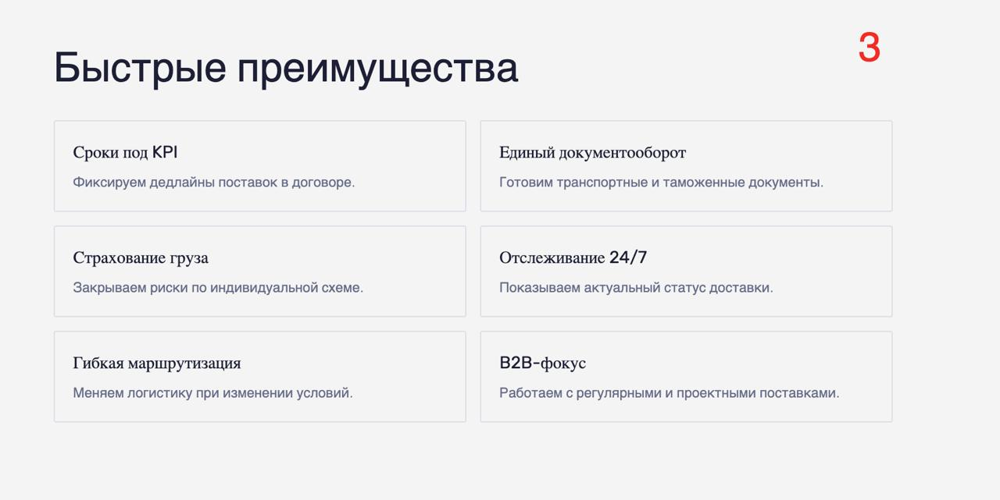 3
Быстрые преимущества
Сроки под KPI
Фиксируем дедлайны поставок в договоре.
Единый документооборот
Готовим транспортные и таможенные документы.
Страхование груза
Закрываем риски по индивидуальной схеме.
Отслеживание 24/7
Показываем актуальный статус доставки.
Гибкая маршрутизация
Меняем логистику при изменении условий.
B2B-фокус
Работаем с регулярными и проектными поставками.